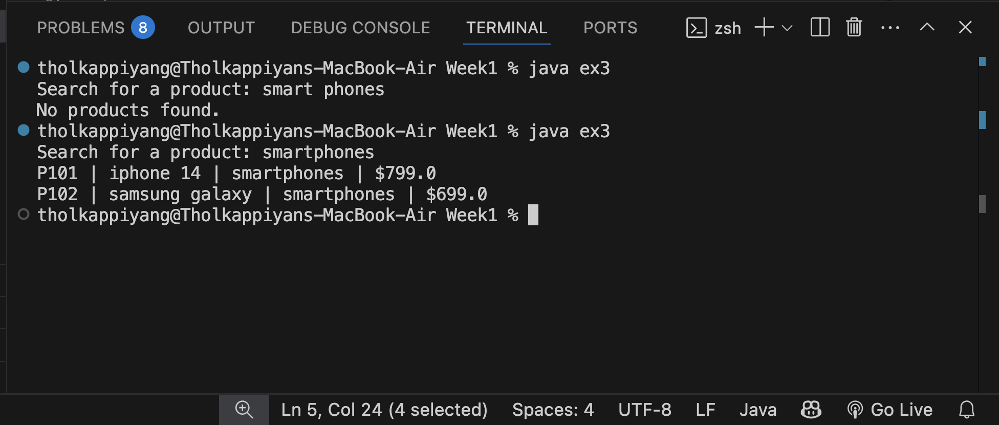 PROBLEMS 8 OUTPUT DEBUG CONSOLE TERMINAL PORTS zsh
tholkappiyang@Tholkappiyans-MacBook-Air Week1 % java ex3
Search for a product: smart phones
No products found.
tholkappiyang@Tholkappiyans-MacBook-Air Week1 % java ex3
Search for a product: smartphones
P101 | iphone 14 | smartphones | $799.0
P102 | samsung galaxy | smartphones | $699.0
tholkappiyang@Tholkappiyans-MacBook-Air Week1 %
Ln 5, Col 24 (4 selected) Spaces: 4 UTF-8 LF Java Go Live